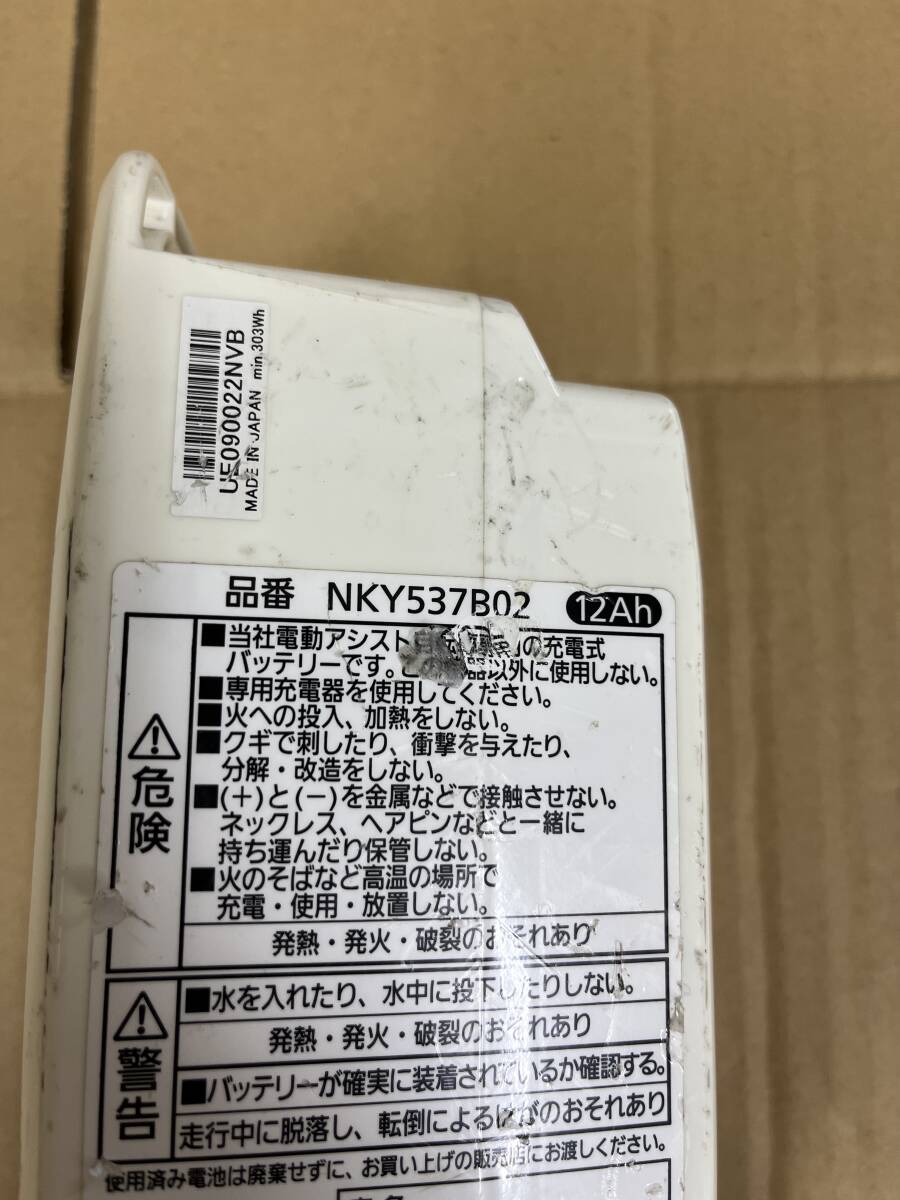 UE090022NVB
MADE IN JAPAN min.303Wh
品番 NKY537B02 12Ah
危険
■当社電動アシスト の充電式
バッテリーです。こ 器以外に使用しない。
■専用充電器を使用してください。
■火への投入、加熱をしない。
■クギで刺したり、衝撃を与えたり、
分解・改造をしない。
■(+)と(−)を金属などで接触させない。
ネックレス、ヘアピンなどと一緒に
持ち運んだり保管しない。
■火のそばなど高温の場所で
充電・使用・放置しない。
発熱・発火・破裂のおそれあり
警告
■水を入れたり、水中に投下したりしない。
発熱・発火・破裂のおそれあり
■バッテリーが確実に装着されているか確認する。
走行中に脱落し、転倒によるけがのおそれあり
使用済み電池は廃棄せずに、お買い上げの販売店にお渡しください。